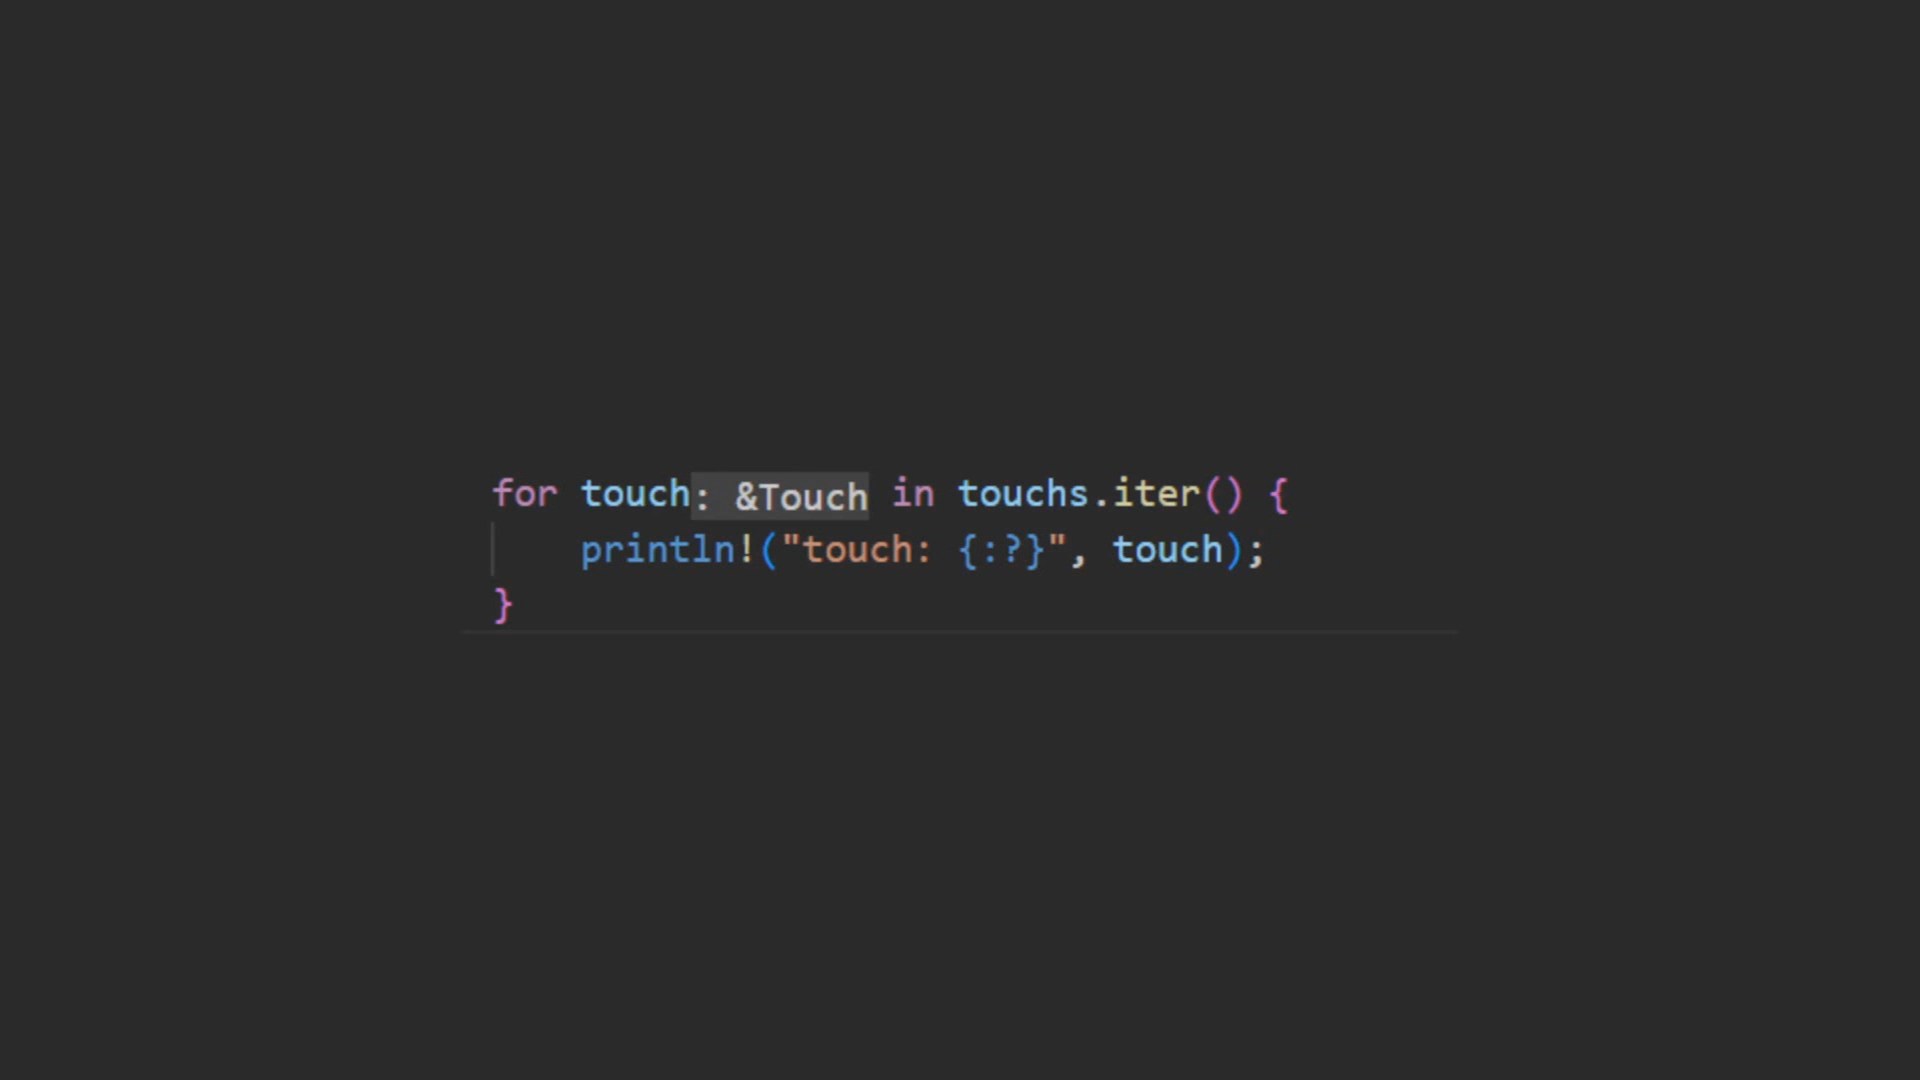 for touch: &Touch in touchs.iter() {
    println!("touch: {:?}", touch);
}